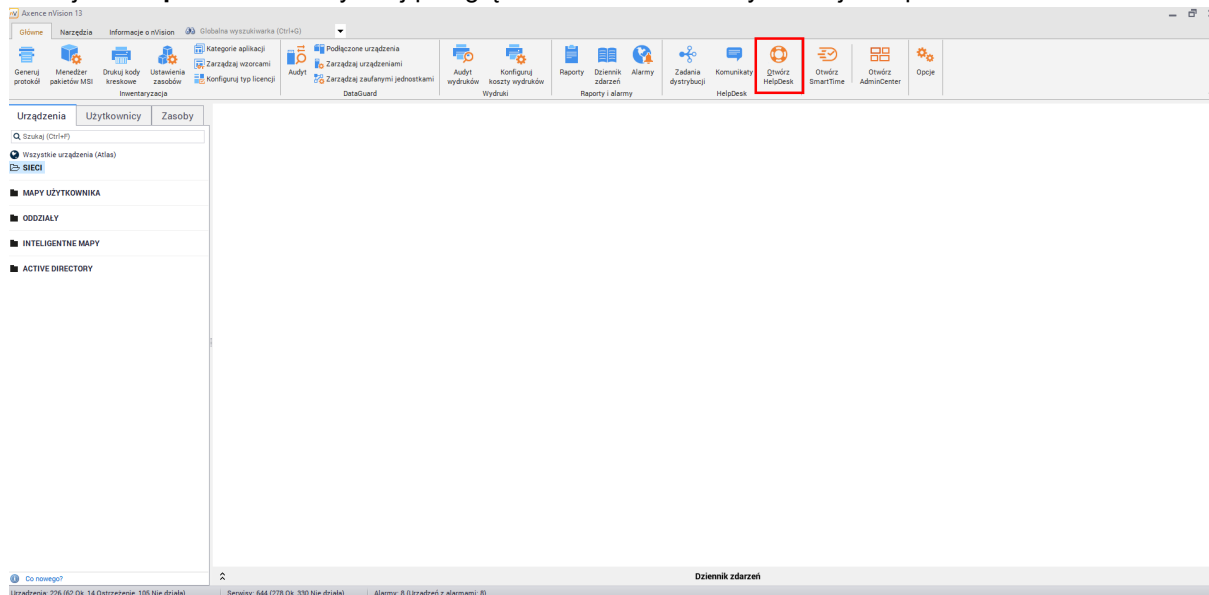 Axence nVision 13
Główne Narzędzia Informacje o nVision Globalna wyszukiwarka (Ctrl+G)
Generuj protokół
Menedżer pakietów MSI
Drukuj kody kreskowe
Ustawienia zasobów
Kategorie aplikacji
Zarządzaj wzorcami
Konfiguruj typ licencji
Inwentaryzacja
Audyt
Podłączone urządzenia
Zarządzaj urządzeniami
Zarządzaj zaufanymi jednostkami
DataGuard
Audyt wydruków
Konfiguruj koszty wydruków
Wydruki
Raporty
Dziennik zdarzeń
Alarmy
Raporty i alarmy
Zadania dystrybucji
Komunikaty
Otwórz HelpDesk
HelpDesk
Otwórz SmartTime
Otwórz AdminCenter
Opcje
Urządzenia Użytkownicy Zasoby
Szukaj (Ctrl+F)
Wszystkie urządzenia (Atlas)
SIECI
MAPY UŻYTKOWNIKA
ODDZIAŁY
INTELIGENTNE MAPY
ACTIVE DIRECTORY
Co nowego?
Dziennik zdarzeń
Urządzenia: 226 (62 Ok, 14 Ostrzeżenie, 105 Nie działa) Serwisy: 644 (278 Ok, 330 Nie działa) Alarmy: 8 (Urządzeń z alarmami: 8)